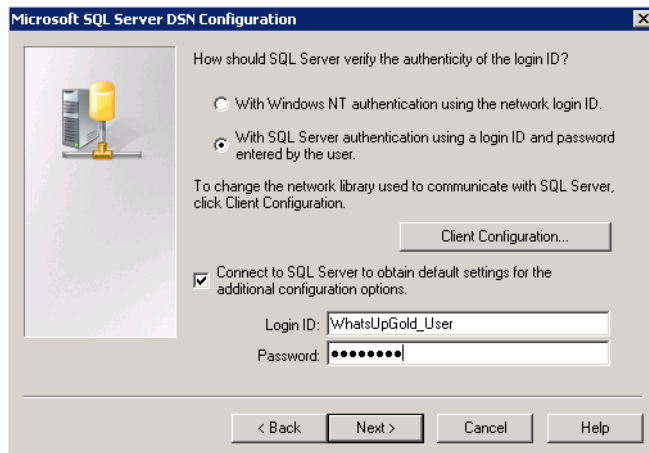 Microsoft SQL Server DSN Configuration
How should SQL Server verify the authenticity of the login ID?
With Windows NT authentication using the network login ID.
With SQL Server authentication using a login ID and password
entered by the user.
To change the network library used to communicate with SQL Server,
click Client Configuration.
Client Configuration...
Connect to SQL Server to obtain default settings for the
additional configuration options.
Login ID: WhatsUpGold_User
Password: ●●●●●●●●
< Back Next > Cancel Help